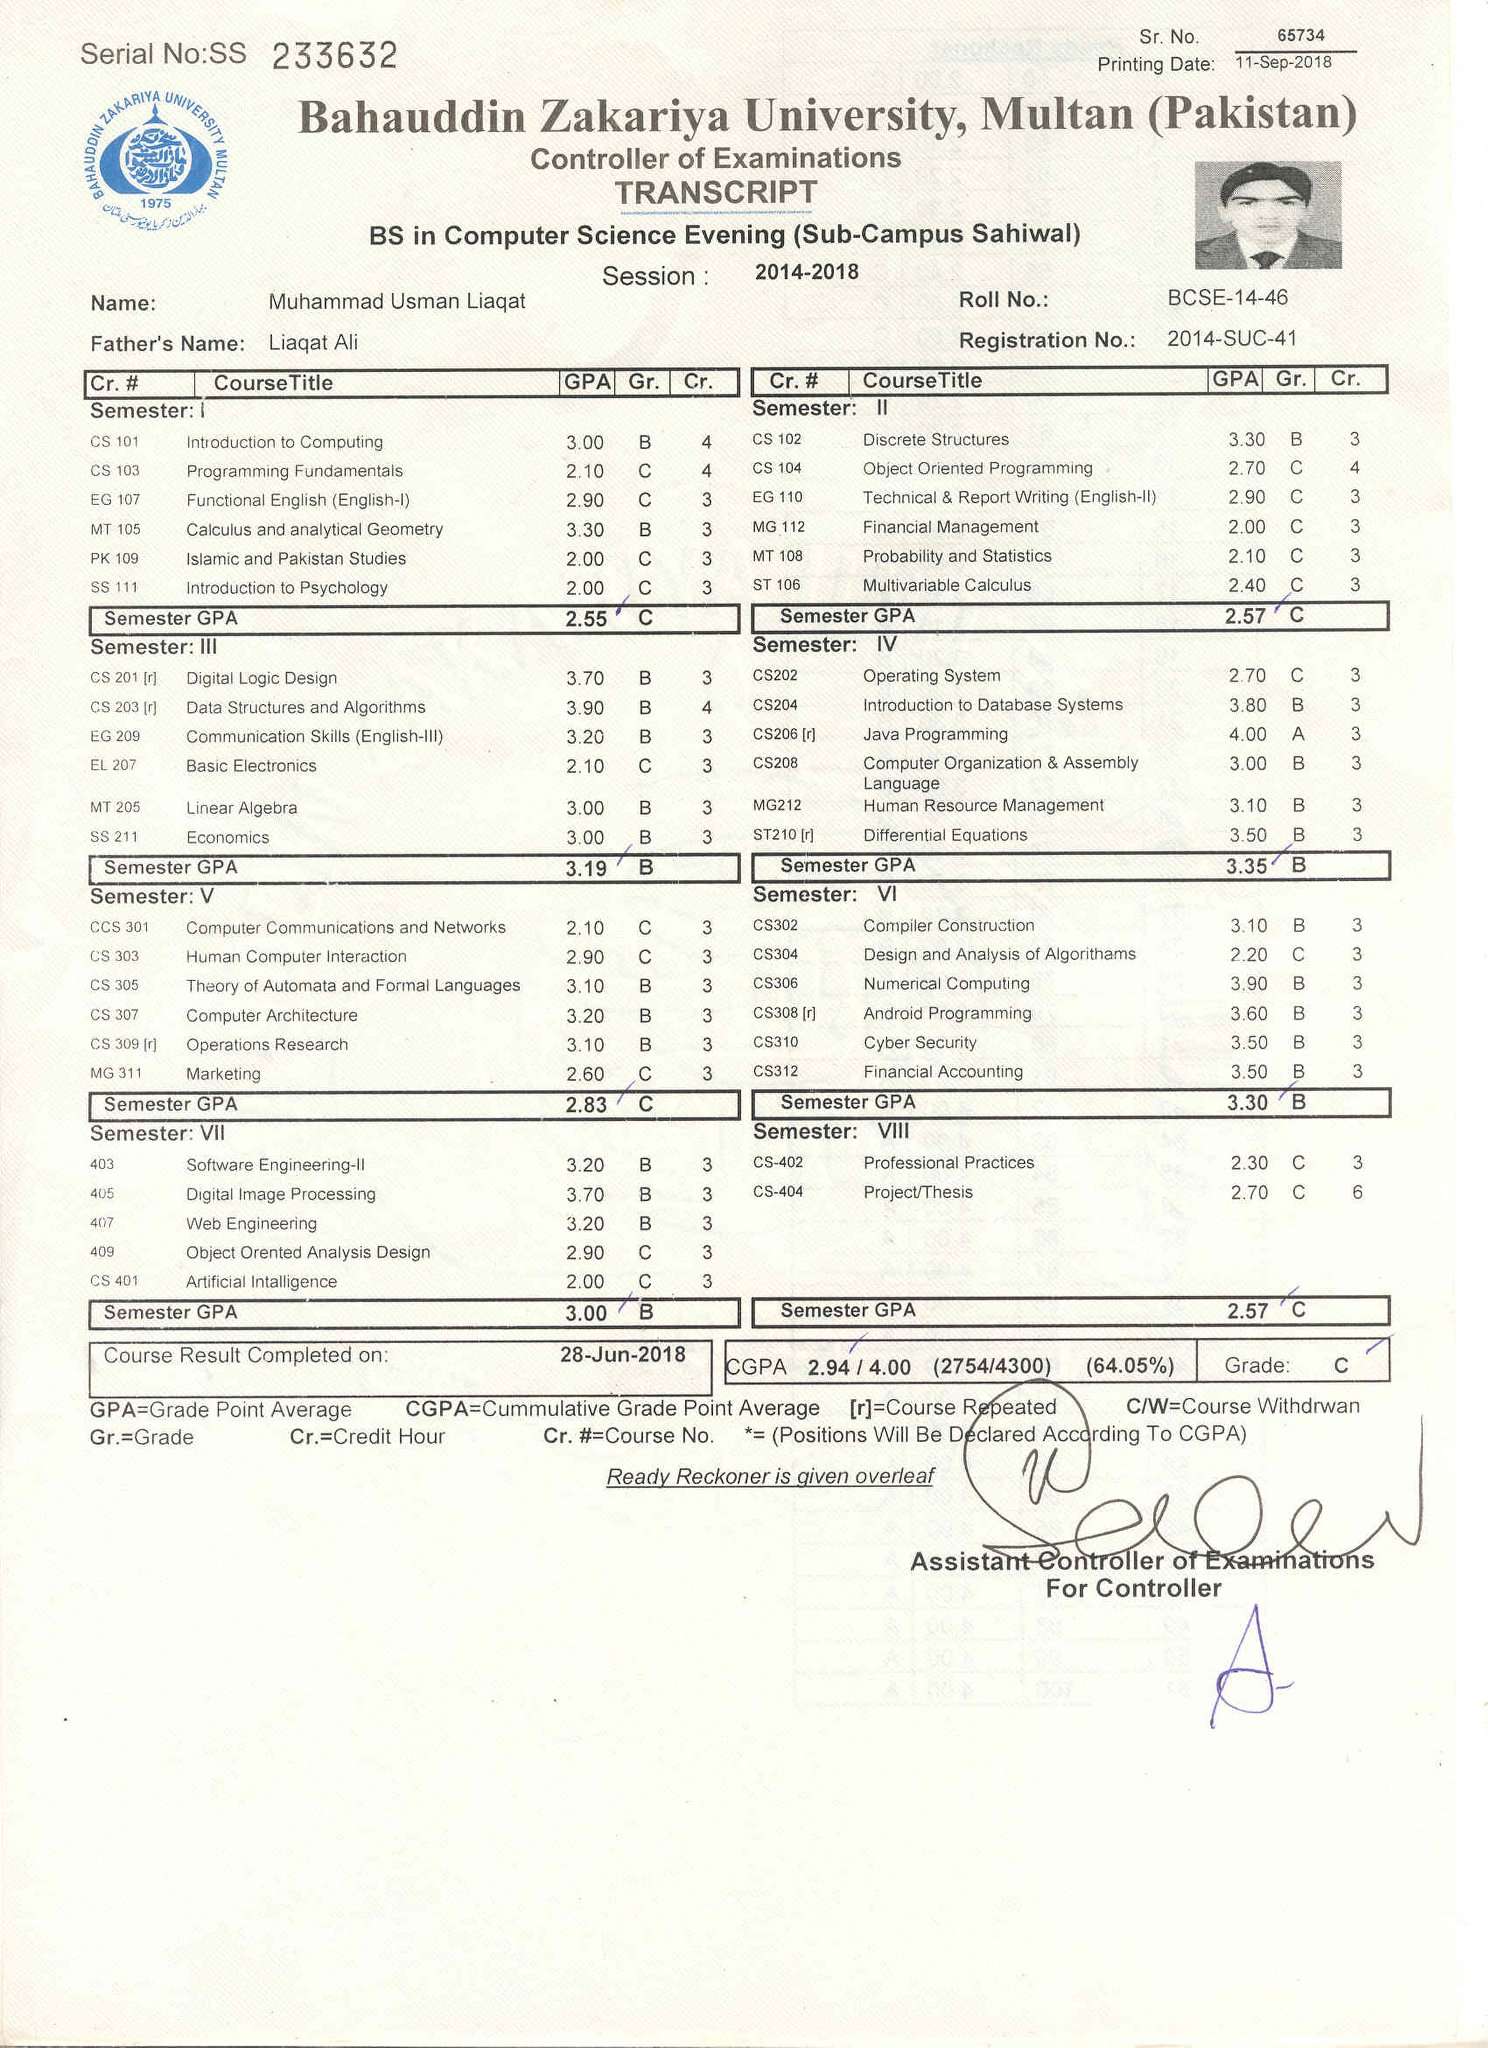 Serial No:SS 233632
Sr. No. 65734
Printing Date: 11-Sep-2018
BAHAUDDIN ZAKARIYA UNIVERSITY MULTAN
1975
Bahauddin Zakariya University, Multan (Pakistan)
Controller of Examinations
TRANSCRIPT
BS in Computer Science Evening (Sub-Campus Sahiwal)
Session : 2014-2018
Name: Muhammad Usman Liaqat Roll No.: BCSE-14-46
Father's Name: Liaqat Ali Registration No.: 2014-SUC-41
Cr. # CourseTitle GPA Gr. Cr.
Semester: I
CS 101 Introduction to Computing 3.00 B 4
CS 103 Programming Fundamentals 2.10 C 4
EG 107 Functional English (English-I) 2.90 C 3
MT 105 Calculus and analytical Geometry 3.30 B 3
PK 109 Islamic and Pakistan Studies 2.00 C 3
SS 111 Introduction to Psychology 2.00 C 3
Semester GPA 2.55 C
Cr. # CourseTitle GPA Gr. Cr.
Semester: II
CS 102 Discrete Structures 3.30 B 3
CS 104 Object Oriented Programming 2.70 C 4
EG 110 Technical & Report Writing (English-II) 2.90 C 3
MG 112 Financial Management 2.00 C 3
MT 108 Probability and Statistics 2.10 C 3
ST 106 Multivariable Calculus 2.40 C 3
Semester GPA 2.57 C
Semester: III
CS 201 [r] Digital Logic Design 3.70 B 3
CS 203 [r] Data Structures and Algorithms 3.90 B 4
EG 209 Communication Skills (English-III) 3.20 B 3
EL 207 Basic Electronics 2.10 C 3
MT 205 Linear Algebra 3.00 B 3
SS 211 Economics 3.00 B 3
Semester GPA 3.19 B
Semester: IV
CS202 Operating System 2.70 C 3
CS204 Introduction to Database Systems 3.80 B 3
CS206 [r] Java Programming 4.00 A 3
CS208 Computer Organization & Assembly 3.00 B 3
Language
MG212 Human Resource Management 3.10 B 3
ST210 [r] Differential Equations 3.50 B 3
Semester GPA 3.35 B
Semester: V
CCS 301 Computer Communications and Networks 2.10 C 3
CS 303 Human Computer Interaction 2.90 C 3
CS 305 Theory of Automata and Formal Languages 3.10 B 3
CS 307 Computer Architecture 3.20 B 3
CS 309 [r] Operations Research 3.10 B 3
MG 311 Marketing 2.60 C 3
Semester GPA 2.83 C
Semester: VI
CS302 Compiler Construction 3.10 B 3
CS304 Design and Analysis of Algorithams 2.20 C 3
CS306 Numerical Computing 3.90 B 3
CS308 [r] Android Programming 3.60 B 3
CS310 Cyber Security 3.50 B 3
CS312 Financial Accounting 3.50 B 3
Semester GPA 3.30 B
Semester: VII
403 Software Engineering-II 3.20 B 3
405 Digital Image Processing 3.70 B 3
407 Web Engineering 3.20 B 3
409 Object Orented Analysis Design 2.90 C 3
CS 401 Artificial Intalligence 2.00 C 3
Semester GPA 3.00 B
Semester: VIII
CS-402 Professional Practices 2.30 C 3
CS-404 Project/Thesis 2.70 C 6
Semester GPA 2.57 C
Course Result Completed on: 28-Jun-2018
CGPA 2.94 / 4.00 (2754/4300) (64.05%) Grade: C
GPA=Grade Point Average CGPA=Cummulative Grade Point Average [r]=Course Repeated C/W=Course Withdrwan
Gr.=Grade Cr.=Credit Hour Cr. #=Course No. *= (Positions Will Be Declared According To CGPA)
Ready Reckoner is given overleaf
Assistant Controller of Examinations
For Controller